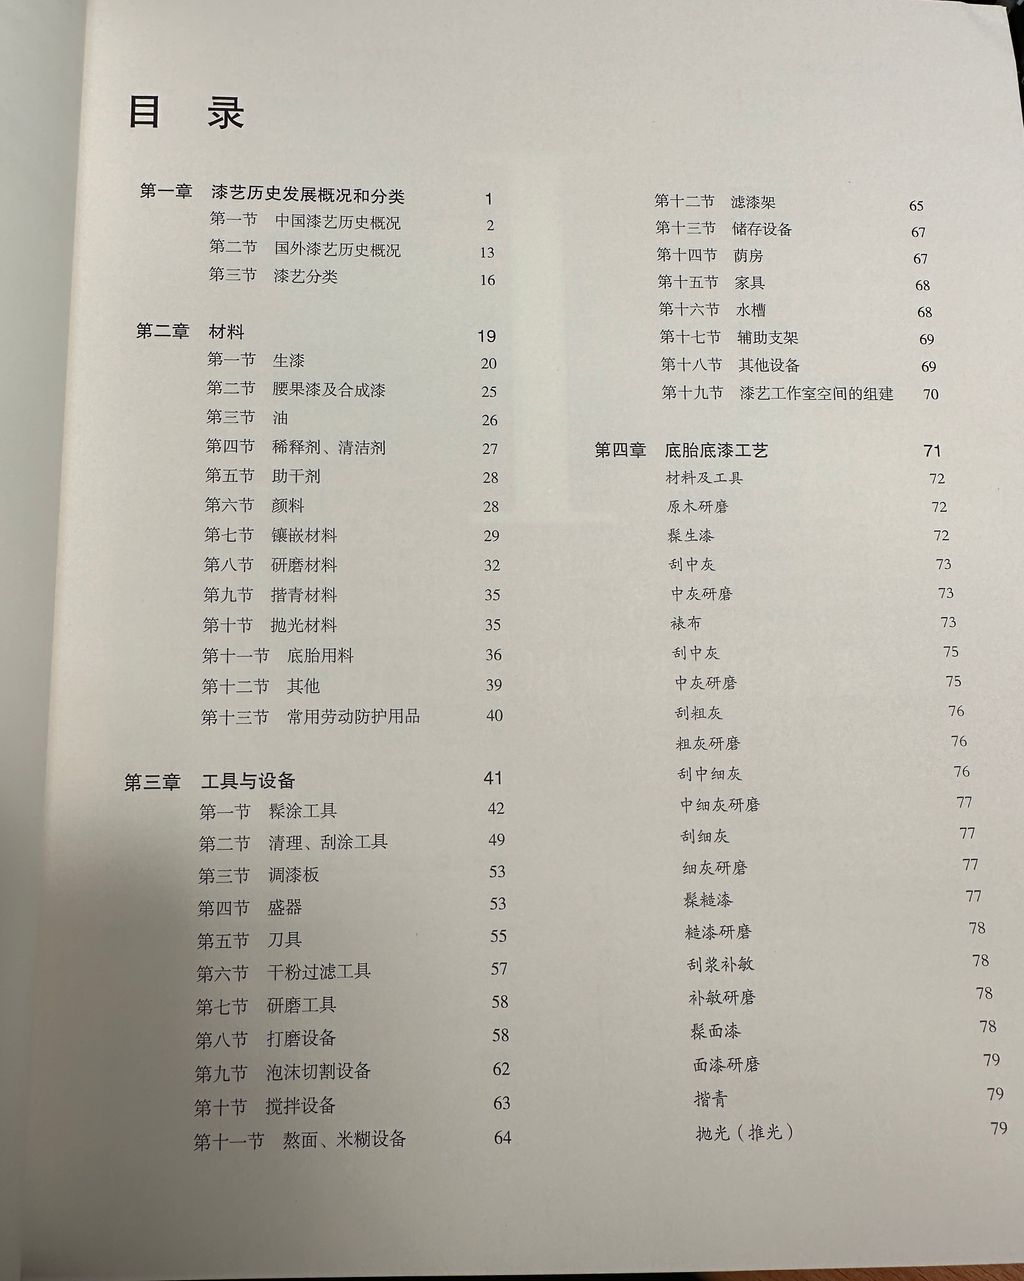 目 录
第一章 漆艺历史发展概况和分类 1
第一节 中国漆艺历史概况 2
第二节 国外漆艺历史概况 13
第三节 漆艺分类 16
第二章 材料 19
第一节 生漆 20
第二节 腰果漆及合成漆 25
第三节 油 26
第四节 稀释剂、清洁剂 27
第五节 助干剂 28
第六节 颜料 28
第七节 镶嵌材料 29
第八节 研磨材料 32
第九节 揩青材料 35
第十节 抛光材料 35
第十一节 底胎用料 36
第十二节 其他 39
第十三节 常用劳动防护用品 40
第三章 工具与设备 41
第一节 髹涂工具 42
第二节 清理、刮涂工具 49
第三节 调漆板 53
第四节 盛器 53
第五节 刀具 55
第六节 干粉过滤工具 57
第七节 研磨工具 58
第八节 打磨设备 58
第九节 泡沫切割设备 62
第十节 搅拌设备 63
第十一节 熬面、米糊设备 64
第十二节 滤漆架 65
第十三节 储存设备 67
第十四节 荫房 67
第十五节 家具 68
第十六节 水槽 68
第十七节 辅助支架 69
第十八节 其他设备 69
第十九节 漆艺工作室空间的组建 70
第四章 底胎底漆工艺 71
材料及工具 72
原木研磨 72
髹生漆 72
刮中灰 73
中灰研磨 73
裱布 73
刮中灰 75
中灰研磨 75
刮粗灰 76
粗灰研磨 76
刮中细灰 76
中细灰研磨 77
刮细灰 77
细灰研磨 77
髹糙漆 77
糙漆研磨 78
刮浆补敏 78
补敏研磨 78
髹面漆 78
面漆研磨 79
揩青 79
抛光（推光） 79